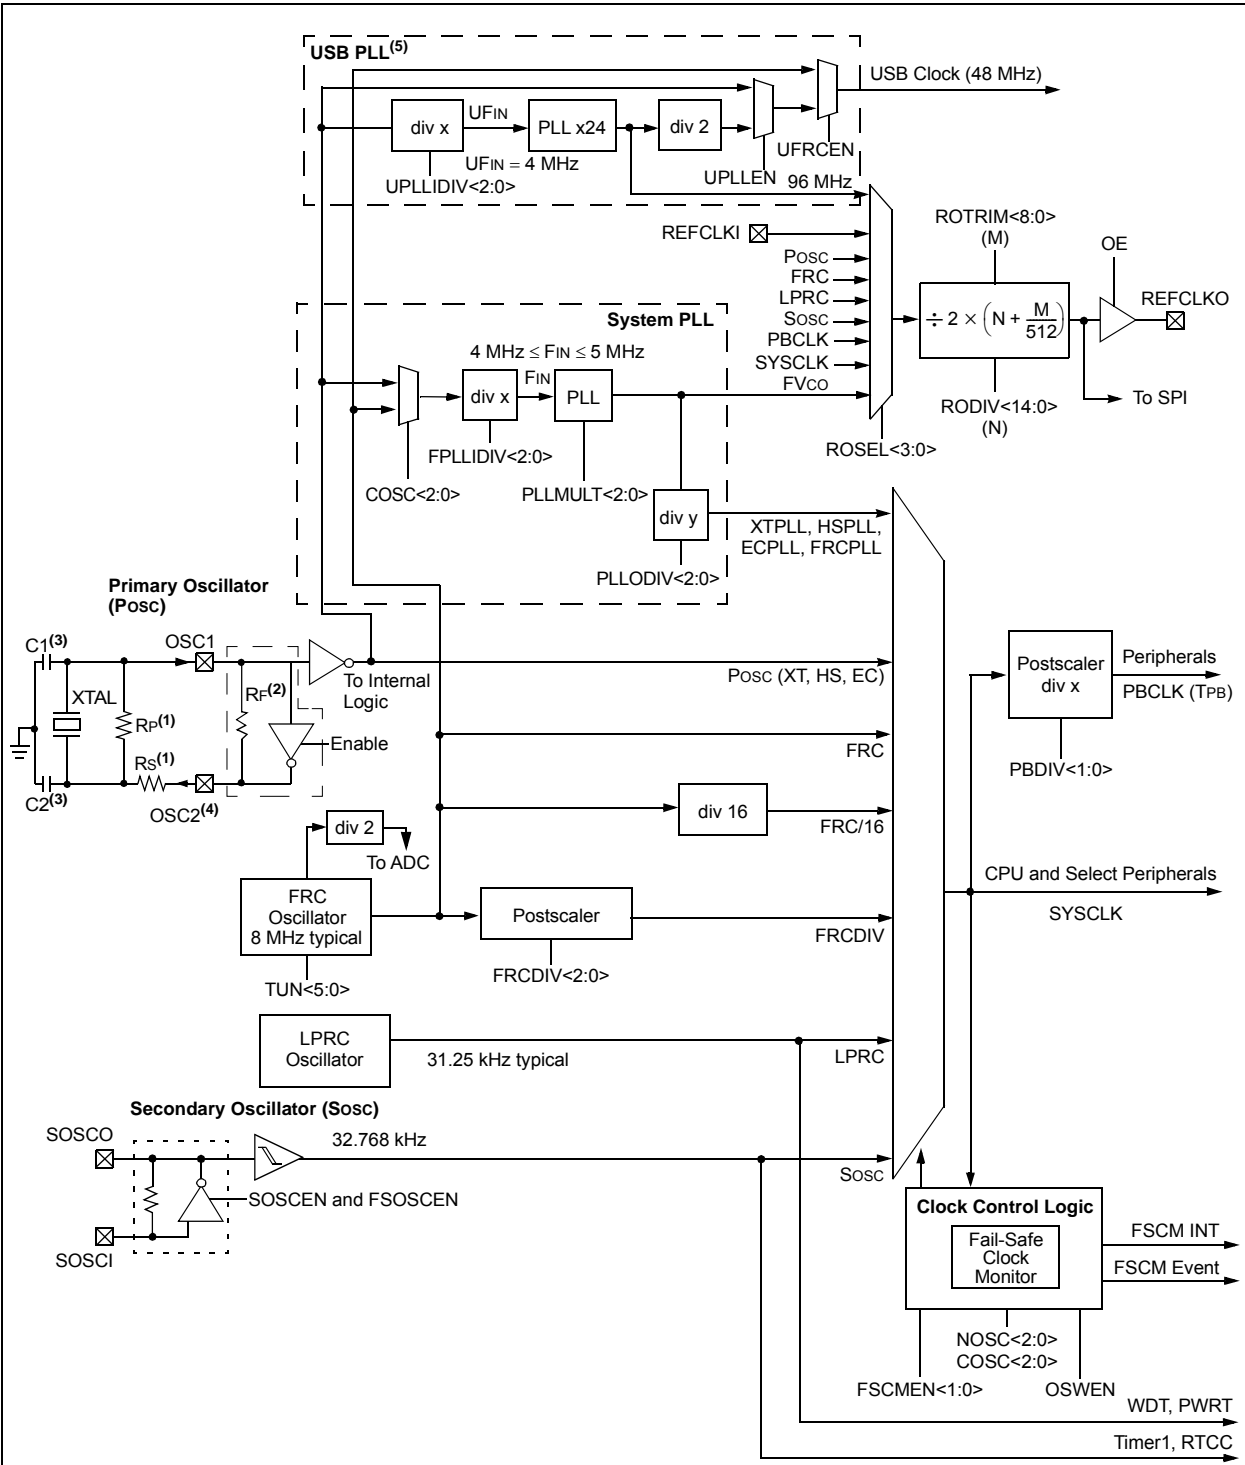 USB PLL(5)
USB Clock (48 MHz)
div x
UFIN
PLL x24
div 2
UFIN = 4 MHz
UFRCEN
UPLLIDIV<2:0>
UPLLEN
96 MHz
REFCLKI
POSC
FRC
LPRC
SOSC
PBCLK
SYSCLK
FVCO
ROTRIM<8:0>
(M)
OE
REFCLKO
÷ 2 × (N + M/512)
To SPI
RODIV<14:0>
(N)
ROSEL<3:0>
System PLL
4 MHz ≤ FIN ≤ 5 MHz
FIN
div x
PLL
FPLLIDIV<2:0>
COSC<2:0>
PLLMULT<2:0>
div y
XTPLL, HSPLL,
ECPLL, FRCPLL
PLLODIV<2:0>
Primary Oscillator
(POSC)
C1(3)
OSC1
XTAL
RP(1)
RF(2)
To Internal
Logic
Enable
RS(1)
C2(3)
OSC2(4)
POSC (XT, HS, EC)
Postscaler
div x
Peripherals
PBCLK (TPB)
PBDIV<1:0>
FRC
div 16
FRC/16
div 2
To ADC
FRC
Oscillator
8 MHz typical
TUN<5:0>
Postscaler
FRCDIV<2:0>
FRCDIV
CPU and Select Peripherals
SYSCLK
LPRC
Oscillator
31.25 kHz typical
LPRC
Secondary Oscillator (SOSC)
SOSCO
32.768 kHz
SOSCEN and FSOSCEN
SOSCI
SOSC
Clock Control Logic
Fail-Safe
Clock
Monitor
FSCM INT
FSCM Event
NOSC<2:0>
COSC<2:0>
FSCMEN<1:0>
OSWEN
WDT, PWRT
Timer1, RTCC